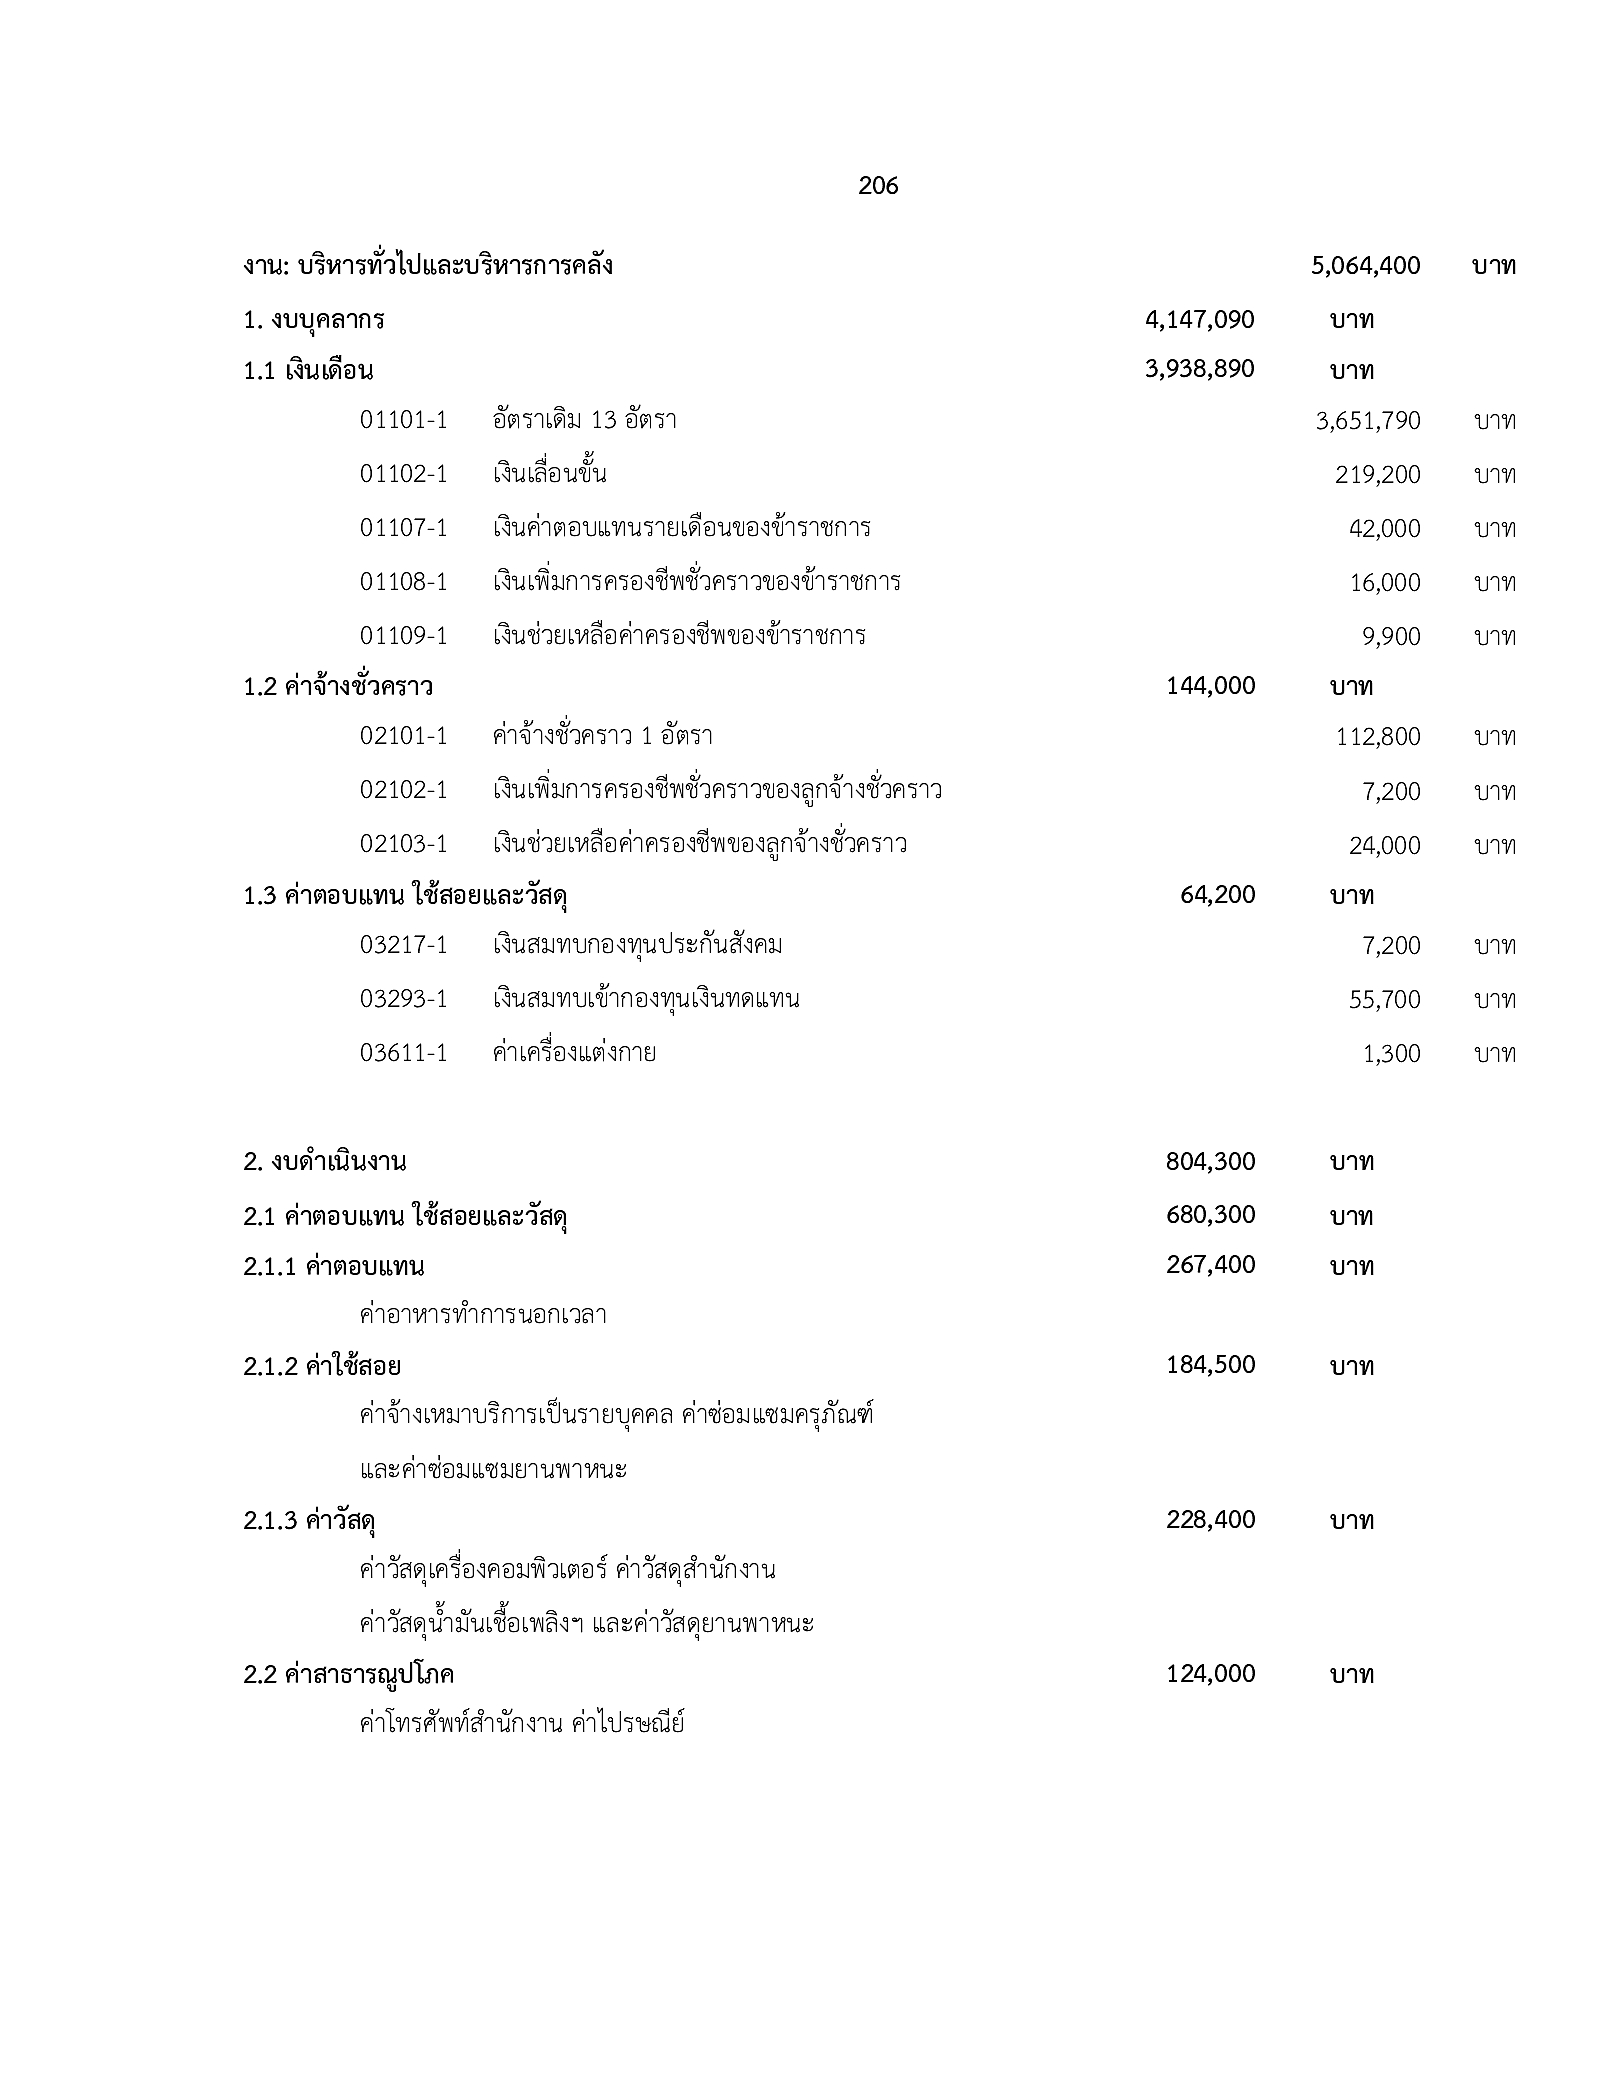 206
งาน: บริหารทั่วไปและบริหารการคลัง 5,064,400 บาท
1. งบบุคลากร 4,147,090 บาท
1.1 เงินเดือน 3,938,890 บาท
01101-1 อัตราเดิม 13 อัตรา 3,651,790 บาท
01102-1 เงินเลื่อนขั้น 219,200 บาท
01107-1 เงินค่าตอบแทนรายเดือนของข้าราชการ 42,000 บาท
01108-1 เงินเพิ่มการครองชีพชั่วคราวของข้าราชการ 16,000 บาท
01109-1 เงินช่วยเหลือค่าครองชีพของข้าราชการ 9,900 บาท
1.2 ค่าจ้างชั่วคราว 144,000 บาท
02101-1 ค่าจ้างชั่วคราว 1 อัตรา 112,800 บาท
02102-1 เงินเพิ่มการครองชีพชั่วคราวของลูกจ้างชั่วคราว 7,200 บาท
02103-1 เงินช่วยเหลือค่าครองชีพของลูกจ้างชั่วคราว 24,000 บาท
1.3 ค่าตอบแทน ใช้สอยและวัสดุ 64,200 บาท
03217-1 เงินสมทบกองทุนประกันสังคม 7,200 บาท
03293-1 เงินสมทบเข้ากองทุนเงินทดแทน 55,700 บาท
03611-1 ค่าเครื่องแต่งกาย 1,300 บาท
2. งบดำเนินงาน 804,300 บาท
2.1 ค่าตอบแทน ใช้สอยและวัสดุ 680,300 บาท
2.1.1 ค่าตอบแทน 267,400 บาท
ค่าอาหารทำการนอกเวลา
2.1.2 ค่าใช้สอย 184,500 บาท
ค่าจ้างเหมาบริการเป็นรายบุคคล ค่าซ่อมแซมครุภัณฑ์
และค่าซ่อมแซมยานพาหนะ
2.1.3 ค่าวัสดุ 228,400 บาท
ค่าวัสดุเครื่องคอมพิวเตอร์ ค่าวัสดุสำนักงาน
ค่าวัสดุน้ำมันเชื้อเพลิงฯ และค่าวัสดุยานพาหนะ
2.2 ค่าสาธารณูปโภค 124,000 บาท
ค่าโทรศัพท์สำนักงาน ค่าไปรษณีย์